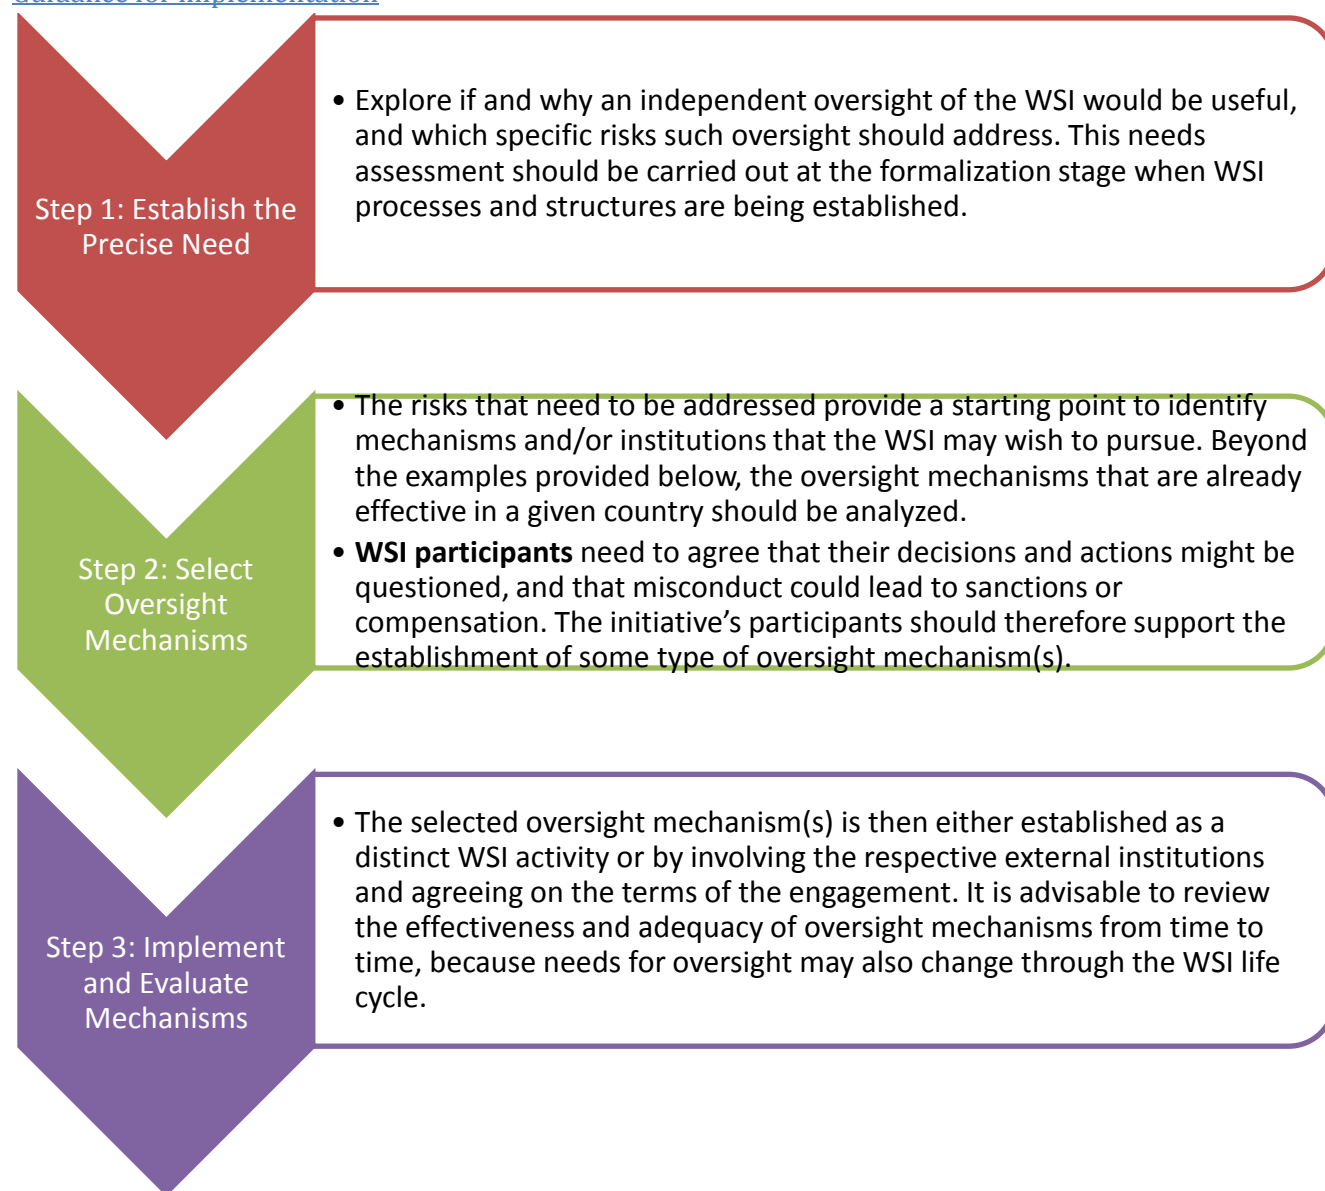 Guidance for implementation
Step 1: Establish the
Precise Need
• Explore if and why an independent oversight of the WSI would be useful,
and which specific risks such oversight should address. This needs
assessment should be carried out at the formalization stage when WSI
processes and structures are being established.
Step 2: Select
Oversight
Mechanisms
• The risks that need to be addressed provide a starting point to identify
mechanisms and/or institutions that the WSI may wish to pursue. Beyond
the examples provided below, the oversight mechanisms that are already
effective in a given country should be analyzed.
• WSI participants need to agree that their decisions and actions might be
questioned, and that misconduct could lead to sanctions or
compensation. The initiative’s participants should therefore support the
establishment of some type of oversight mechanism(s).
Step 3: Implement
and Evaluate
Mechanisms
• The selected oversight mechanism(s) is then either established as a
distinct WSI activity or by involving the respective external institutions
and agreeing on the terms of the engagement. It is advisable to review
the effectiveness and adequacy of oversight mechanisms from time to
time, because needs for oversight may also change through the WSI life
cycle.